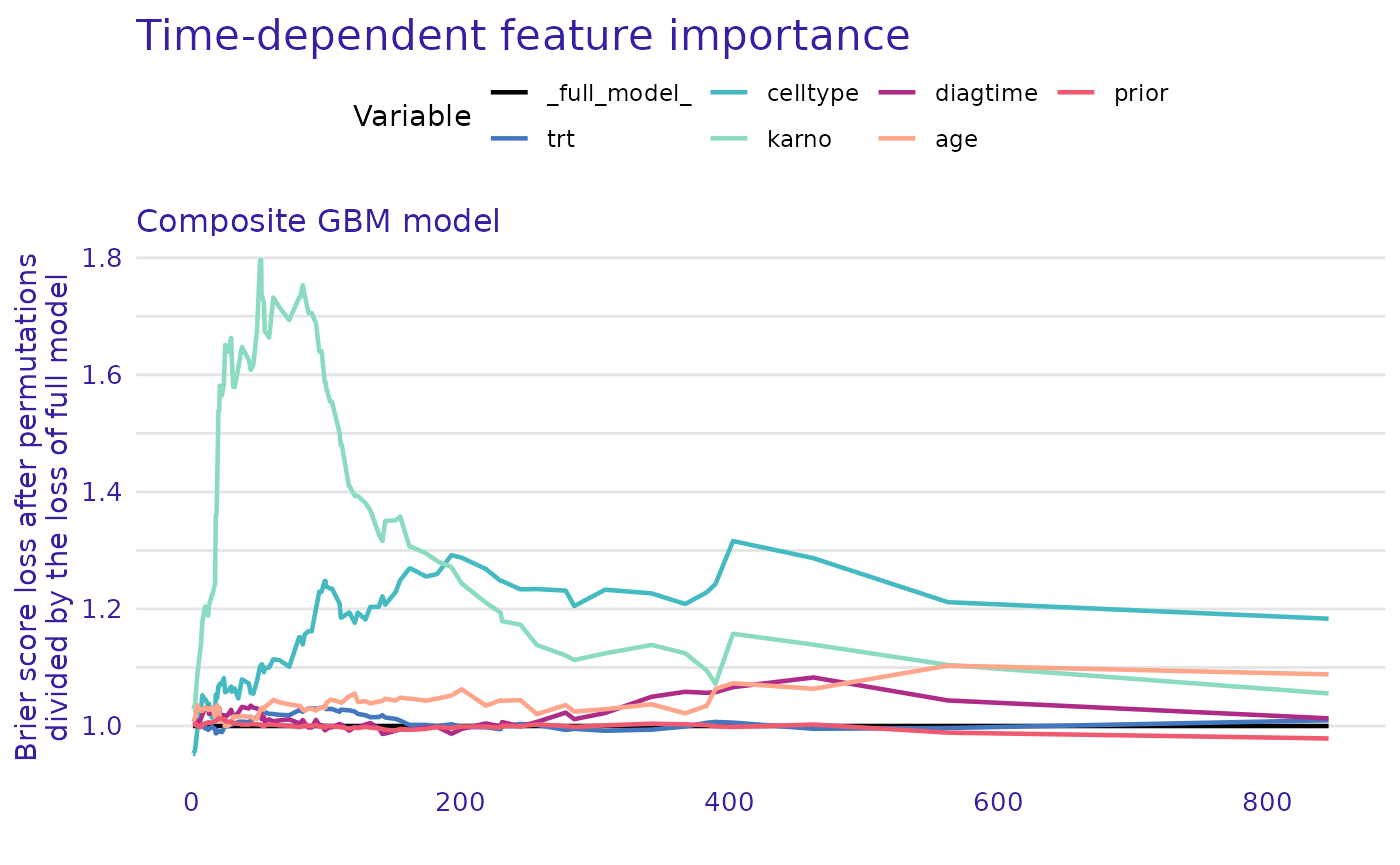 Time-dependent feature importance
Variable
_full_model_ celltype diagtime prior
trt karno age
Composite GBM model
Brier score loss after permutations
divided by the loss of full model
1.8
1.6
1.4
1.2
1.0
0 200 400 600 800